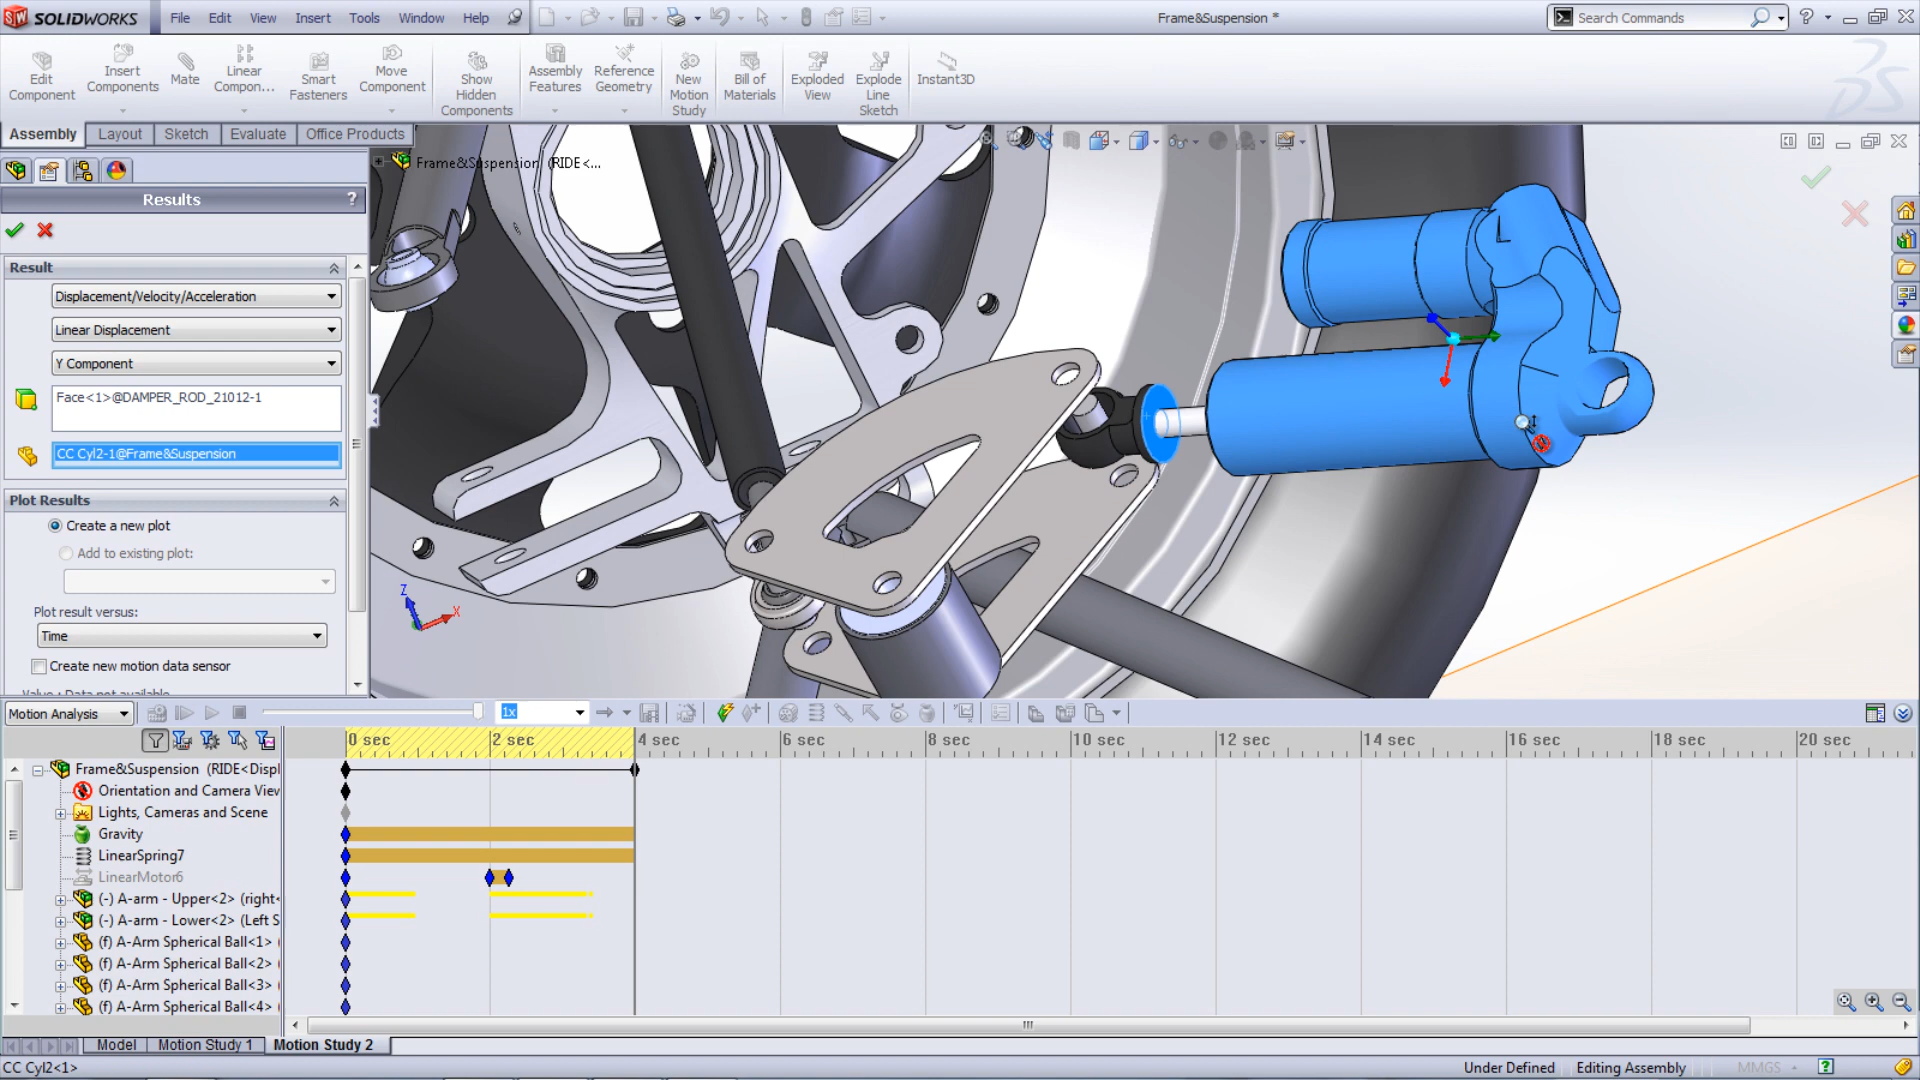 SOLIDWORKS File Edit View Insert Tools Window Help Frame&Suspension * Search Commands ?
Edit Component
Insert Components
Mate
Linear Compon...
Smart Fasteners
Move Component
Show Hidden Components
Assembly Features
Reference Geometry
New Motion Study
Bill of Materials
Exploded View
Explode Line Sketch
Instant3D
Assembly Layout Sketch Evaluate Office Products
Frame&Suspension (RIDE<...
Results ?
Result
Displacement/Velocity/Acceleration
Linear Displacement
Y Component
Face<1>@DAMPER_ROD_21012-1
CC Cyl2-1@Frame&Suspension
Plot Results
Create a new plot
Add to existing plot:
Plot result versus:
Time
Create new motion data sensor
Value : Data not available
Z
X
Motion Analysis 1x
0 sec 2 sec 4 sec 6 sec 8 sec 10 sec 12 sec 14 sec 16 sec 18 sec 20 sec
Frame&Suspension (RIDE<Displ
Orientation and Camera View
Lights, Cameras and Scene
Gravity
LinearSpring7
LinearMotor6
(-) A-arm - Upper<2> (right<
(-) A-arm - Lower<2> (Left S
(f) A-Arm Spherical Ball<1> (
(f) A-Arm Spherical Ball<2> (
(f) A-Arm Spherical Ball<3> (
(f) A-Arm Spherical Ball<4> (
Model Motion Study 1 Motion Study 2
CC Cyl2<1> Under Defined Editing Assembly MMGS ?